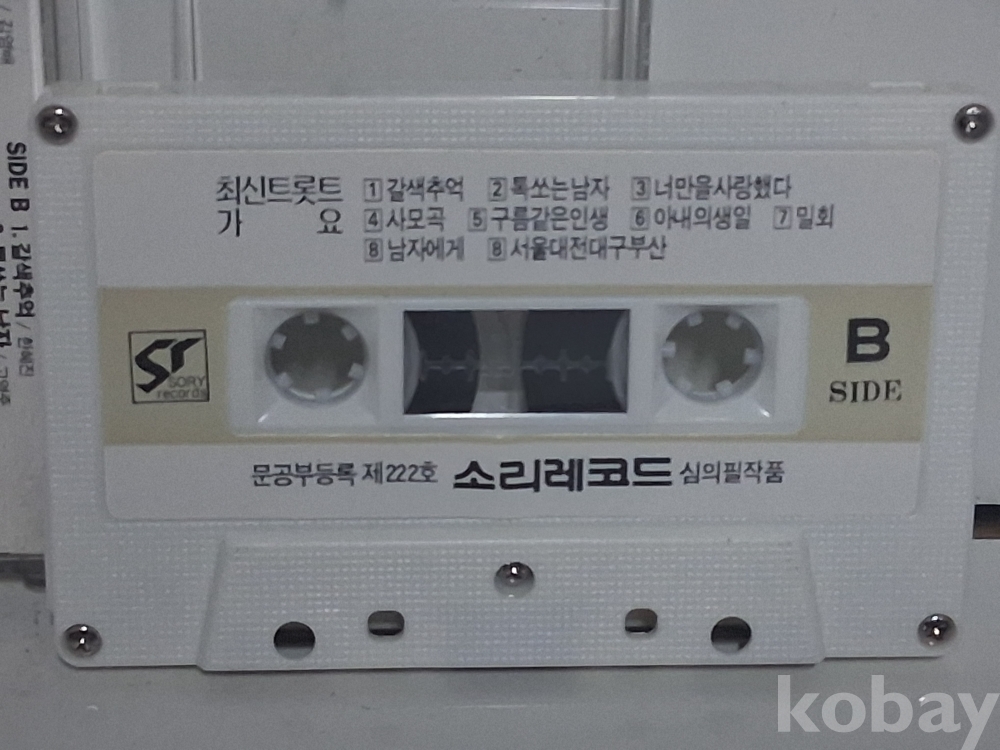 최신트롯트 1 갈색추억 2 톡쏘는남자 3 너만을사랑했다
가 요 4 사모곡 5 구름같은인생 6 아내의생일 7 밀회
8 남자에게 8 서울대전대구부산
SORY
records
B
SIDE
문공부등록 제222호 소리레코드 심의필작품
SIDE B 1. 갈색추억 / 한혜진
kobay